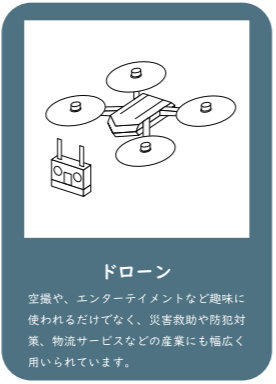 ドローン
空撮や、エンターテイメントなど趣味に
使われるだけでなく、災害救助や防犯対
策、物流サービスなどの産業にも幅広く
用いられています。